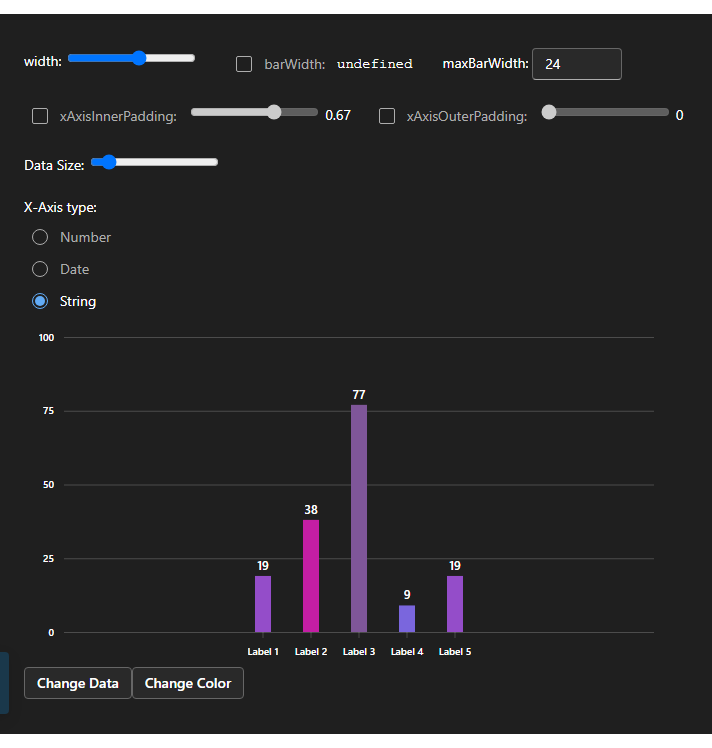 width: barWidth: undefined maxBarWidth: 24
xAxisInnerPadding: 0.67 xAxisOuterPadding: 0
Data Size:
X-Axis type:
Number
Date
String
100
77
75
50
38
25
19 19
9
0
Label 1 Label 2 Label 3 Label 4 Label 5
Change Data Change Color